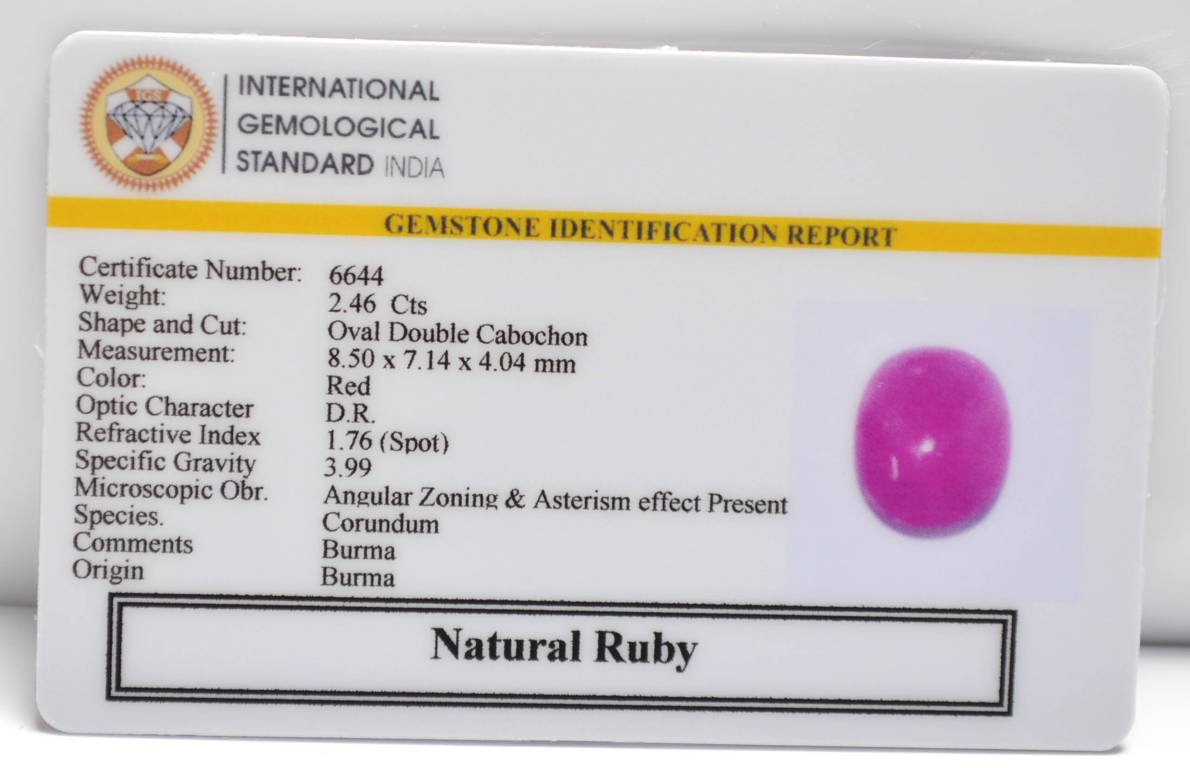 IGS
INTERNATIONAL
GEMOLOGICAL
STANDARD INDIA
GEMSTONE IDENTIFICATION REPORT
Certificate Number: 6644
Weight: 2.46 Cts
Shape and Cut: Oval Double Cabochon
Measurement: 8.50 x 7.14 x 4.04 mm
Color: Red
Optic Character D.R.
Refractive Index 1.76 (Spot)
Specific Gravity 3.99
Microscopic Obr. Angular Zoning & Asterism effect Present
Species. Corundum
Comments Burma
Origin Burma
Natural Ruby